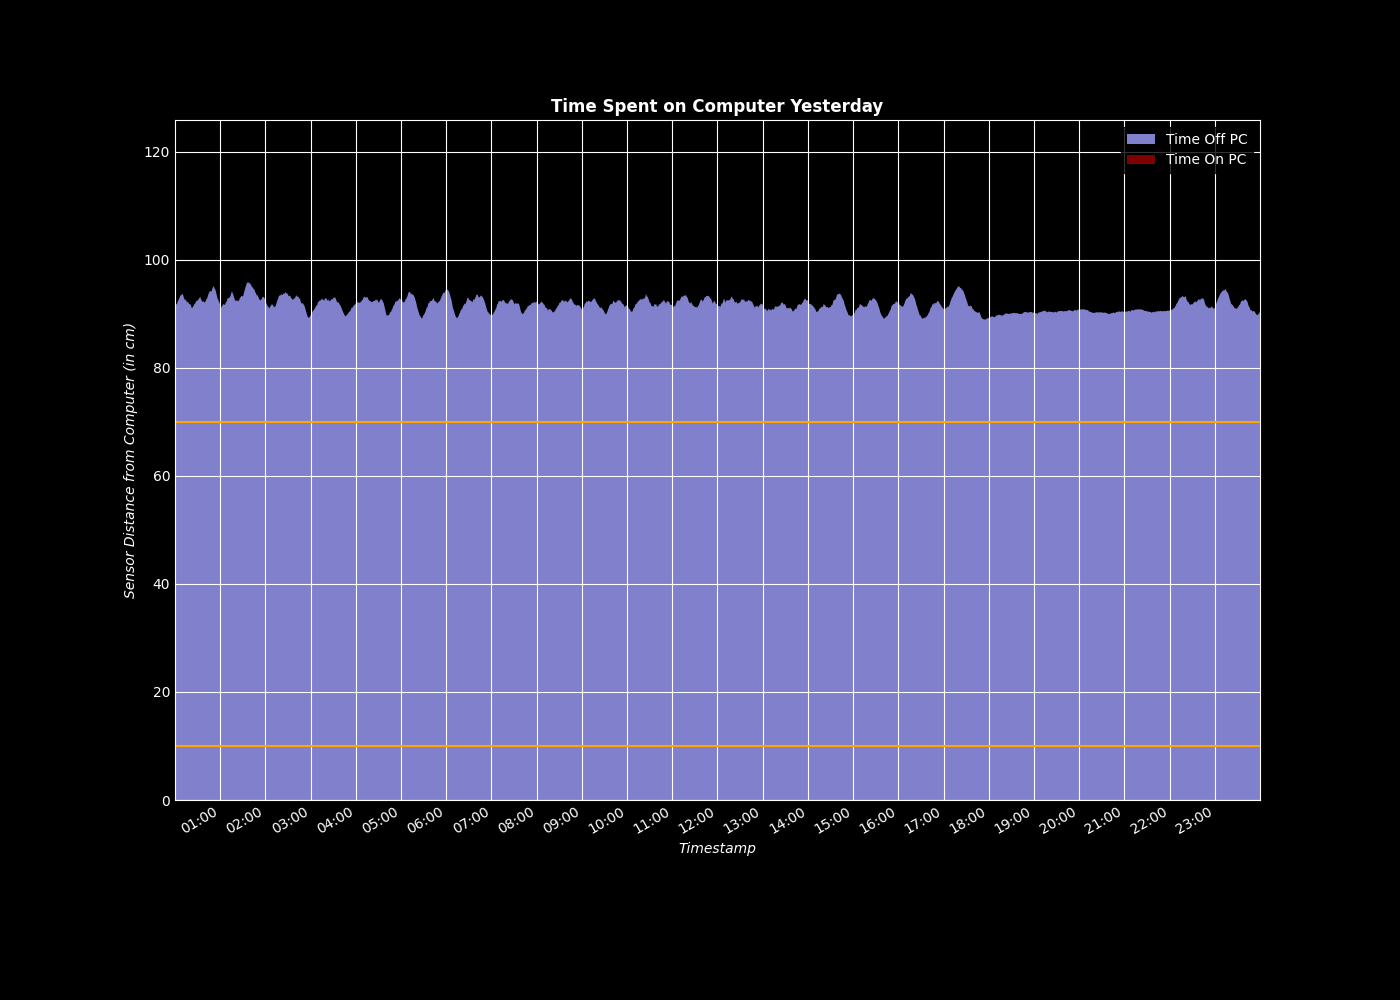 Time Spent on Computer Yesterday
Time Off PC
Time On PC
120
100
80
60
40
20
0
Sensor Distance from Computer (in cm)
01:00 02:00 03:00 04:00 05:00 06:00 07:00 08:00 09:00 10:00 11:00 12:00 13:00 14:00 15:00 16:00 17:00 18:00 19:00 20:00 21:00 22:00 23:00
Timestamp